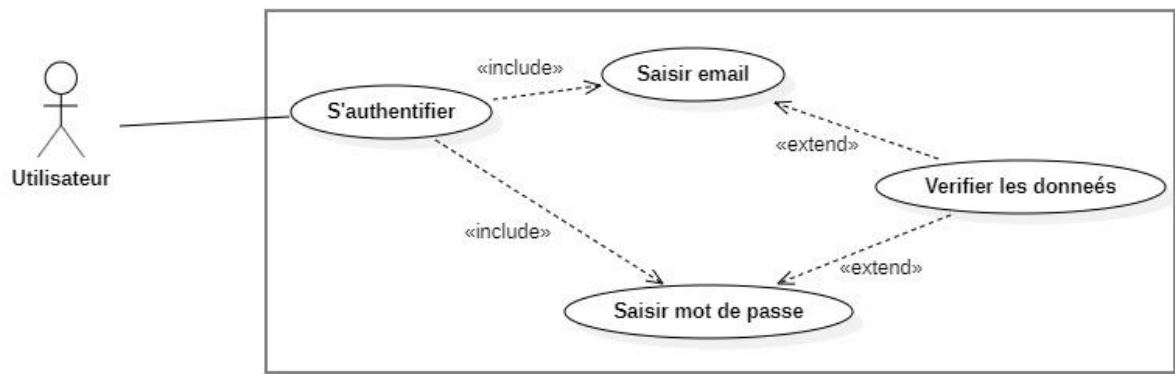 «include»
Saisir email
S'authentifier
«extend»
Utilisateur
Verifier les donneés
«include»
«extend»
Saisir mot de passe